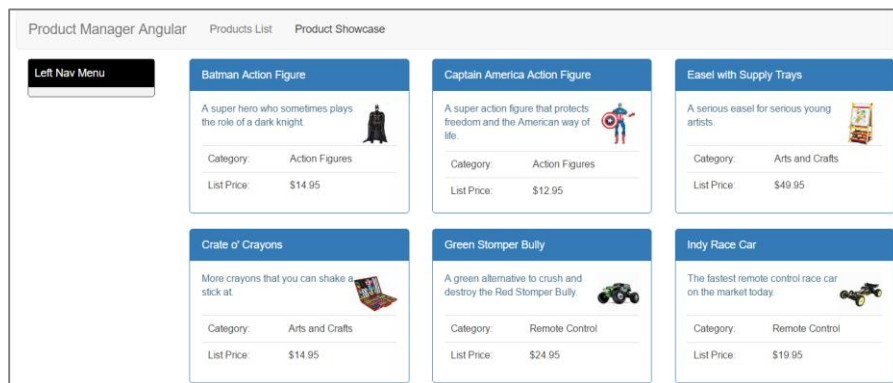 Product Manager Angular Products List Product Showcase
Left Nav Menu
Batman Action Figure
A super hero who sometimes plays
the role of a dark knight.
Category: Action Figures
List Price: $14.95
Captain America Action Figure
A super action figure that protects
freedom and the American way of
life.
Category: Action Figures
List Price: $12.95
Easel with Supply Trays
A serious easel for serious young
artists.
Category: Arts and Crafts
List Price: $49.95
Crate o' Crayons
More crayons that you can shake a
stick at.
Category: Arts and Crafts
List Price: $14.95
Green Stomper Bully
A green alternative to crush and
destroy the Red Stomper Bully.
Category: Remote Control
List Price: $24.95
Indy Race Car
The fastest remote control race car
on the market today.
Category: Remote Control
List Price: $19.95